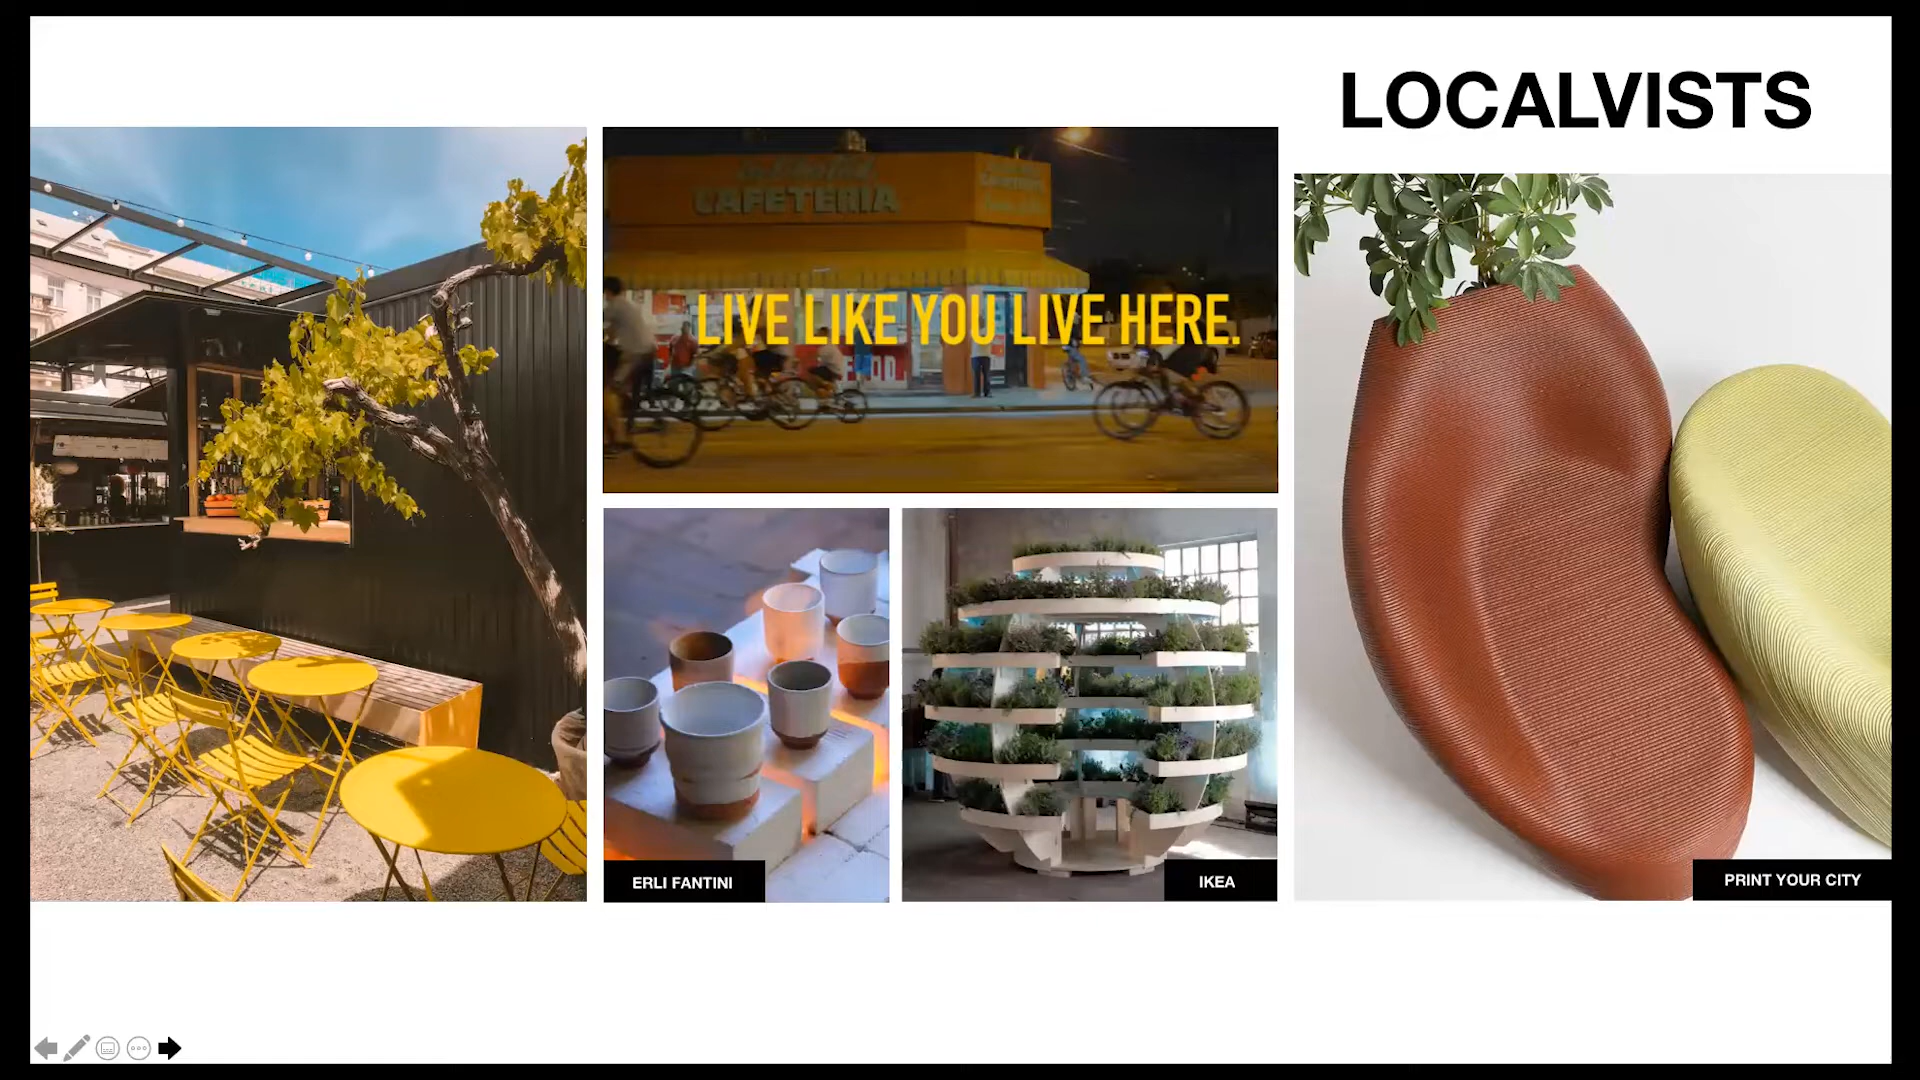 LOCALVISTS
CAFETERIA
LIVE LIKE YOU LIVE HERE.
ERLI FANTINI
IKEA
PRINT YOUR CITY